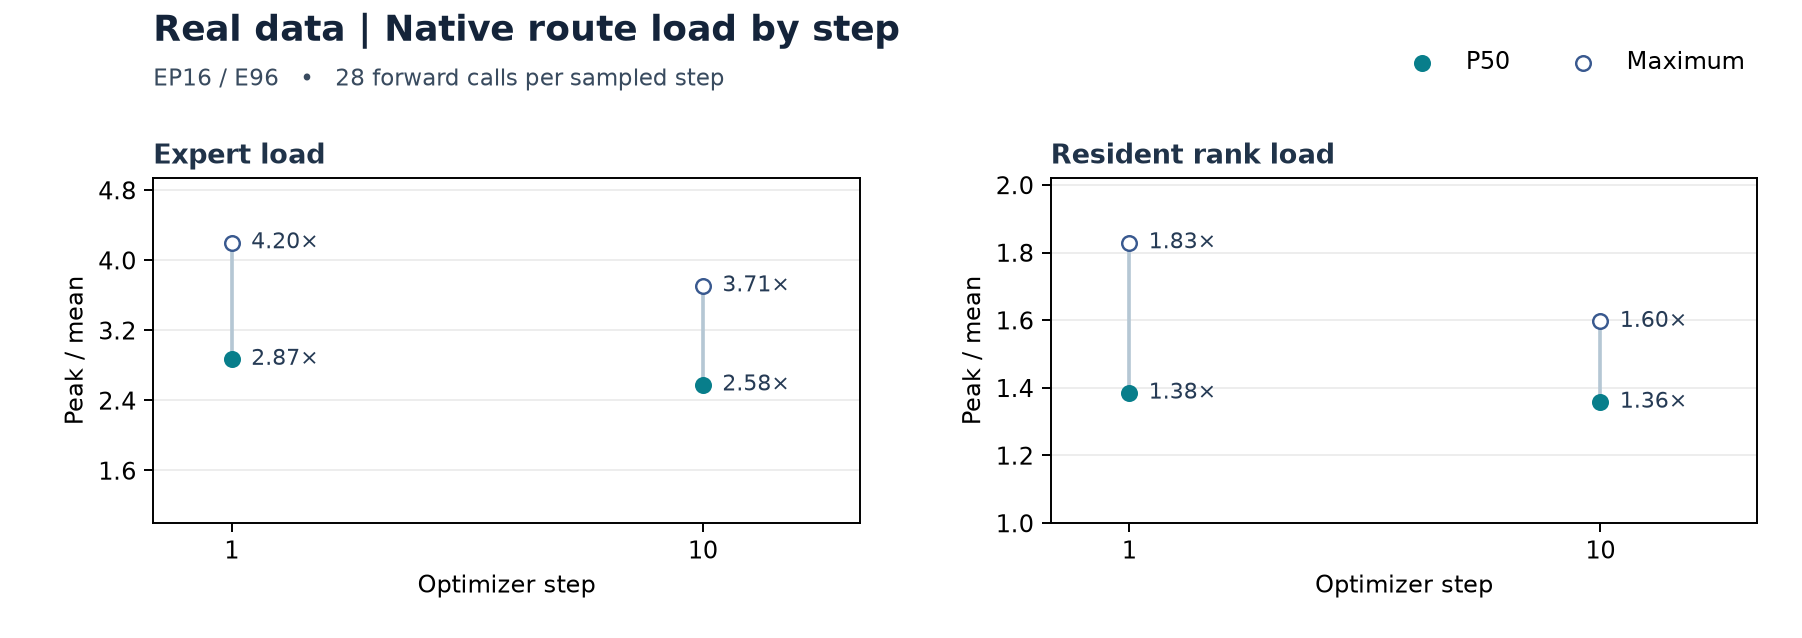 Real data | Native route load by step
EP16 / E96 • 28 forward calls per sampled step
P50
Maximum
Expert load
Peak / mean
4.8
4.0
3.2
2.4
1.6
4.20×
2.87×
3.71×
2.58×
1
10
Optimizer step
Resident rank load
Peak / mean
2.0
1.8
1.6
1.4
1.2
1.0
1.83×
1.38×
1.60×
1.36×
1
10
Optimizer step